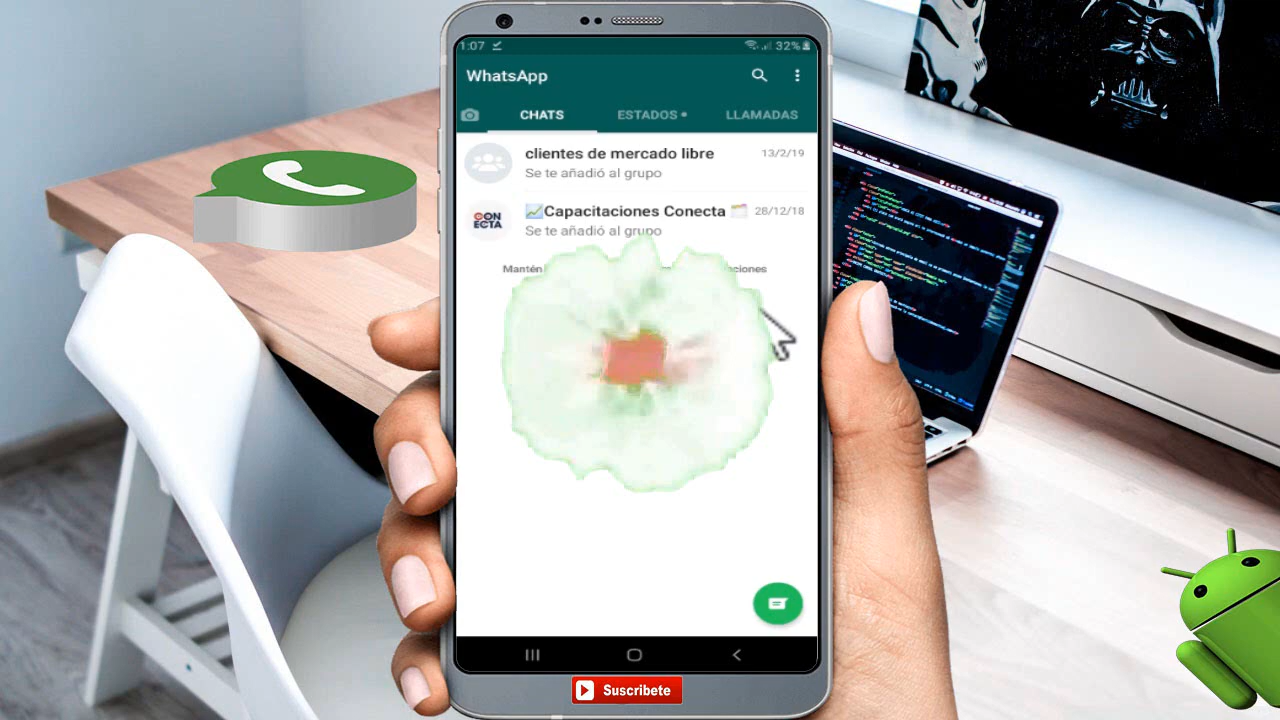 1:07
32%
WhatsApp
CHATS
ESTADOS
LLAMADAS
clientes de mercado libre
13/2/19
Se te añadió al grupo
CON
ECTA
📈Capacitaciones Conecta
28/12/18
Se te añadió al grupo
Mantén
ciones
Suscribete